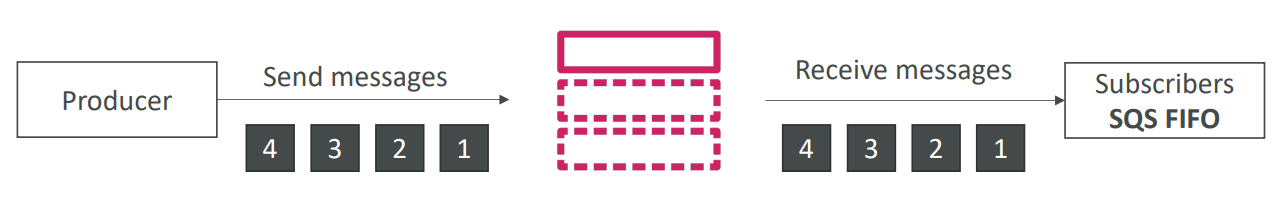 Producer
Send messages
4 3 2 1
Receive messages
4 3 2 1
Subscribers
SQS FIFO